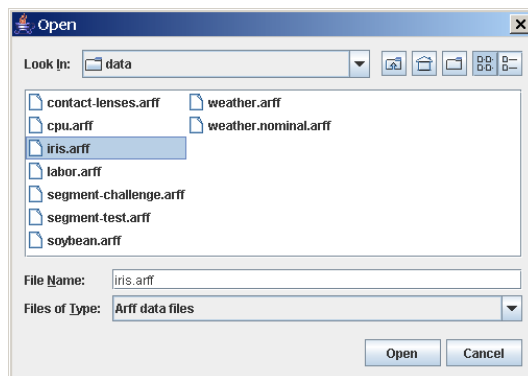 Open
Look In: data
contact-lenses.arff weather.arff
cpu.arff weather.nominal.arff
iris.arff
labor.arff
segment-challenge.arff
segment-test.arff
soybean.arff
File Name: iris.arff
Files of Type: Arff data files
Open Cancel